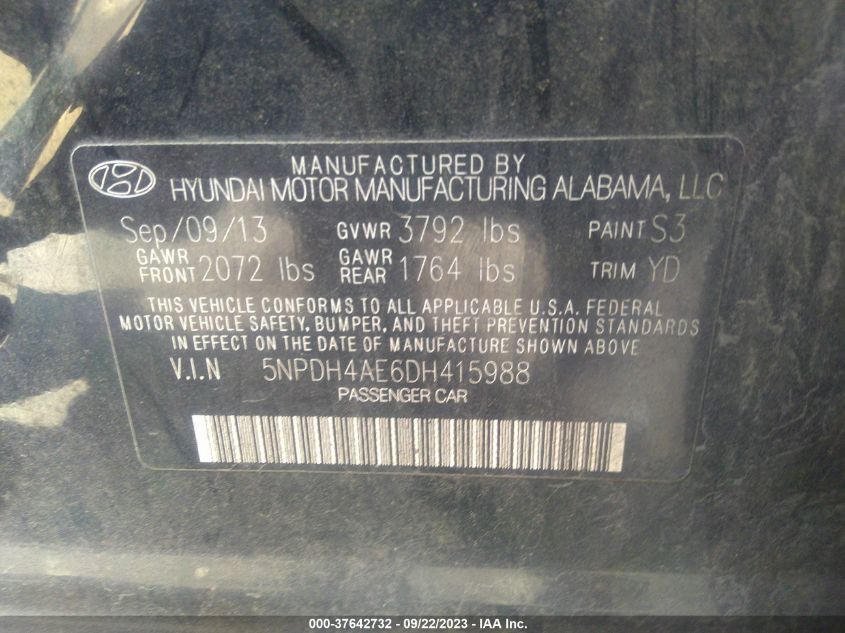 MANUFACTURED BY
HYUNDAI MOTOR MANUFACTURING ALABAMA, LLC
Sep/09/13 GVWR 3792 lbs PAINT S3
GAWR FRONT 2072 lbs GAWR REAR 1764 lbs TRIM YD
THIS VEHICLE CONFORMS TO ALL APPLICABLE U.S.A. FEDERAL
MOTOR VEHICLE SAFETY, BUMPER, AND THEFT PREVENTION STANDARDS
IN EFFECT ON THE DATE OF MANUFACTURE SHOWN ABOVE
V.I.N 5NPDH4AE6DH415988
PASSENGER CAR
000-37642732 - 09/22/2023 - IAA Inc.